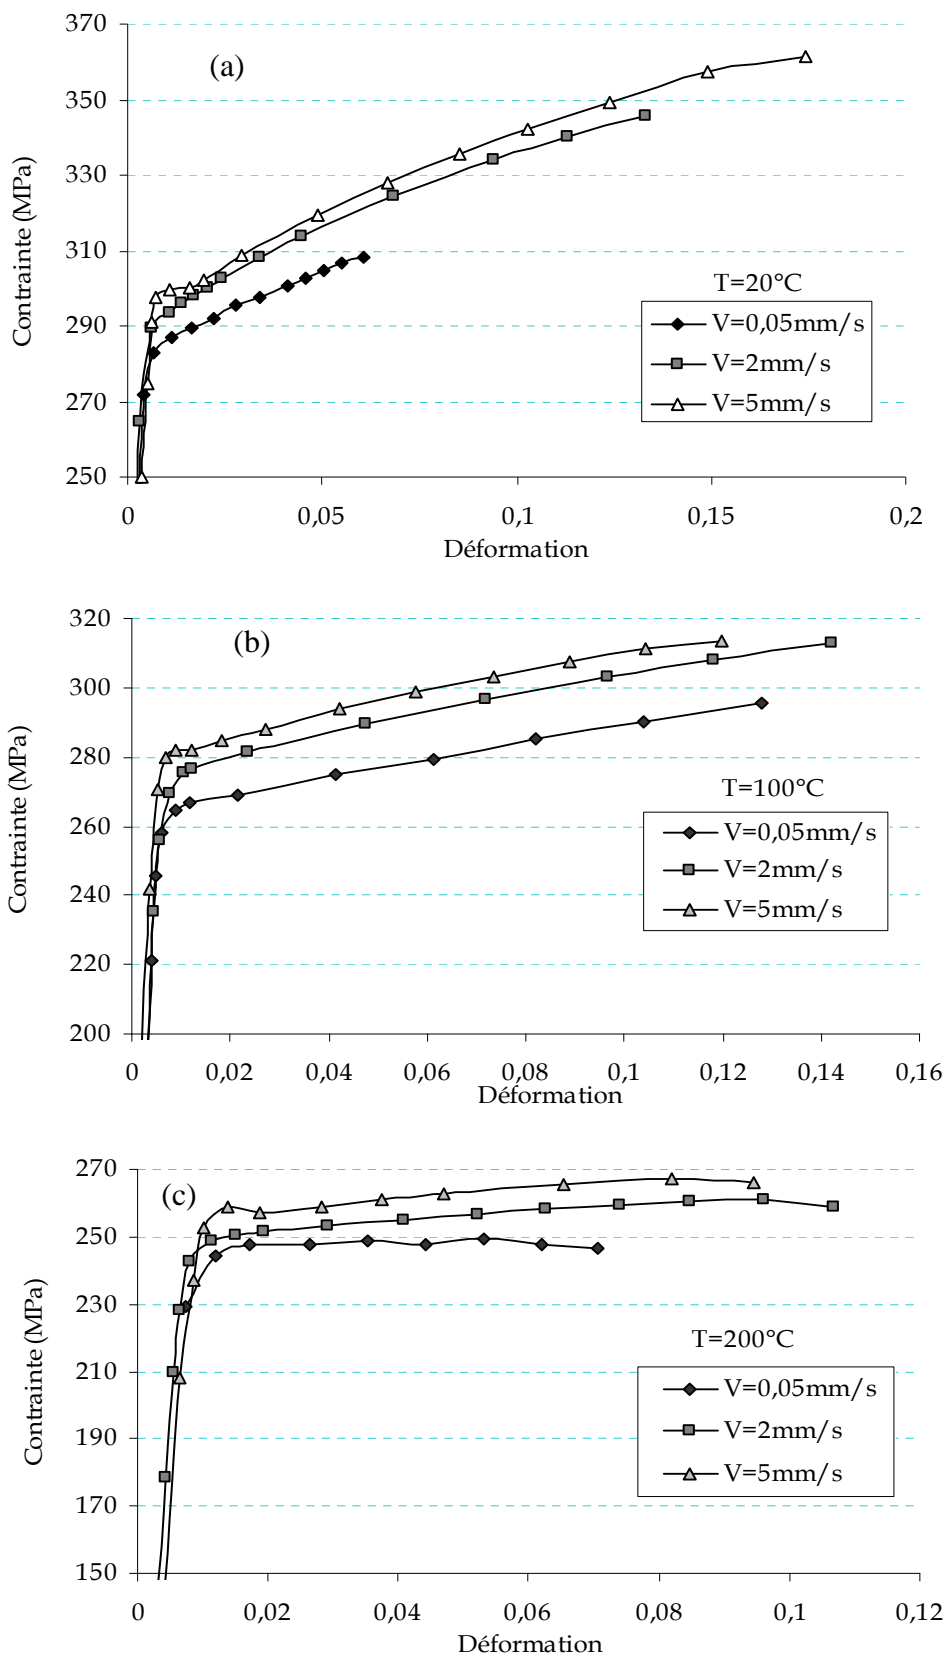 370
(a)
350
330
310
290
270
250
Contrainte (MPa)
T=20°C
V=0,05mm/s
V=2mm/s
V=5mm/s
0
0,05
0,1
0,15
0,2
Déformation
320
(b)
300
280
260
240
220
200
Contrainte (MPa)
T=100°C
V=0,05mm/s
V=2mm/s
V=5mm/s
0
0,02
0,04
0,06
0,08
0,1
0,12
0,14
0,16
Déformation
270
(c)
250
230
210
190
170
150
Contrainte (MPa)
T=200°C
V=0,05mm/s
V=2mm/s
V=5mm/s
0
0,02
0,04
0,06
0,08
0,1
0,12
Déformation